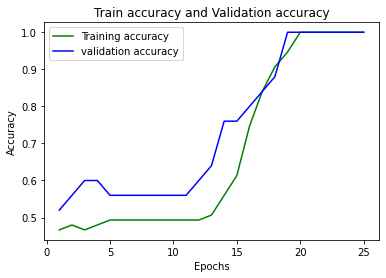 Train accuracy and Validation accuracy
Training accuracy
validation accuracy
Accuracy
1.0
0.9
0.8
0.7
0.6
0.5
0
5
10
15
20
25
Epochs